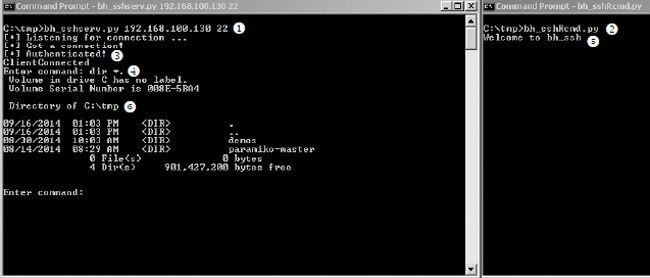 Command Prompt - bh_sshserv.py 192.168.100.130 22
C:\tmp>bh_sshserv.py 192.168.100.130 22 1
[+] Listening for connection ...
[+] Got a connection!
[+] Authenticated! 3
ClientConnected
Enter command: dir *. 4
Volume in drive C has no label.
Volume Serial Number is 008E-5BA4
Directory of C:\tmp 6
09/16/2014 01:03 PM <DIR> .
09/16/2014 01:03 PM <DIR> ..
08/30/2014 10:03 AM <DIR> demos
08/14/2014 08:29 AM <DIR> paramiko-master
0 File(s) 0 bytes
4 Dir(s) 901,427,200 bytes free
Enter command:
Command Prompt - bh_sshRcmd.py
C:\tmp>bh_sshRcmd.py 2
Welcome to bh_ssh
5